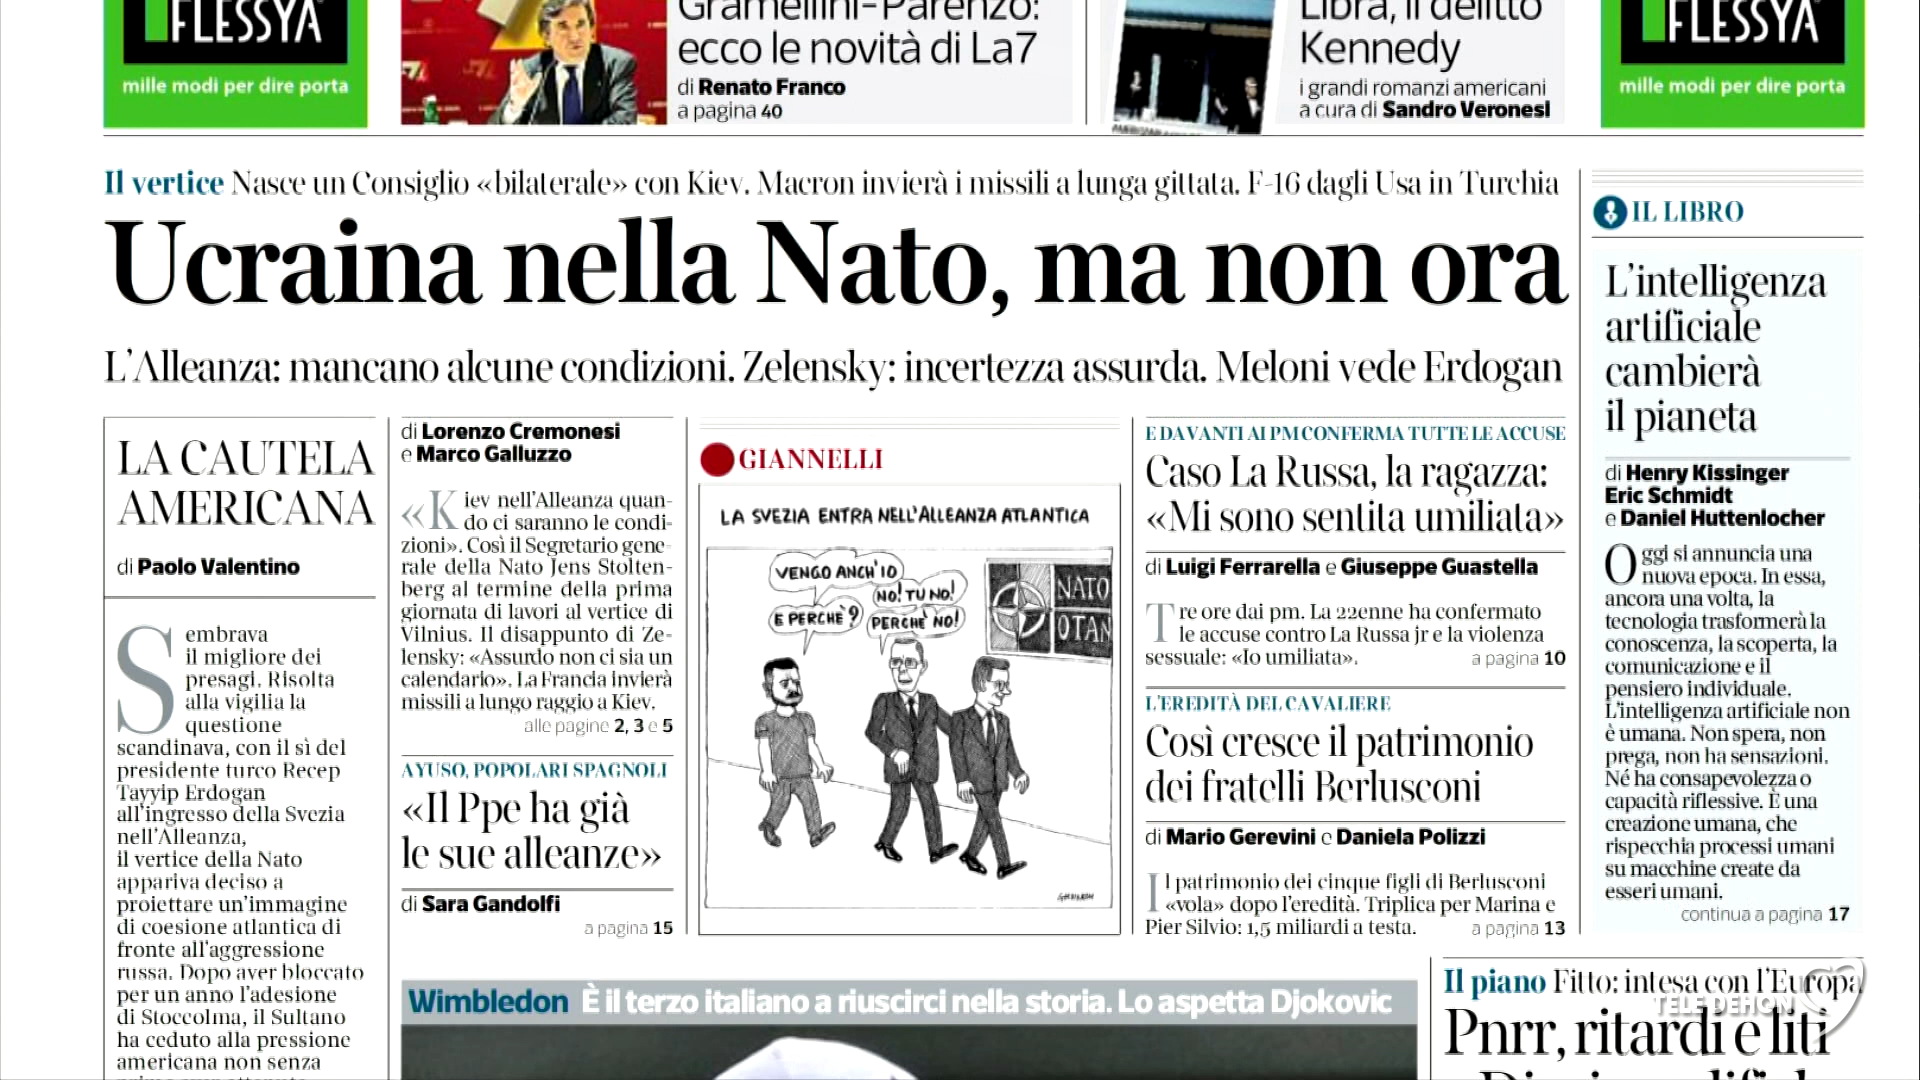 FLESSYA
mille modi per dire porta
Gramellini-Parenzo:
ecco le novità di La7
di Renato Franco
a pagina 40
Libra, il delitto
Kennedy
i grandi romanzi americani
a cura di Sandro Veronesi
FLESSYA
mille modi per dire porta
Il vertice Nasce un Consiglio «bilaterale» con Kiev. Macron invierà i missili a lunga gittata. F-16 dagli Usa in Turchia
Ucraina nella Nato, ma non ora
L'Alleanza: mancano alcune condizioni. Zelensky: incertezza assurda. Meloni vede Erdogan
LA CAUTELA
AMERICANA
di Paolo Valentino
Sembrava
il migliore dei
presagi. Risolta
alla vigilia la
questione
scandinava, con il sì del
presidente turco Recep
Tayyip Erdogan
all'ingresso della Svezia
nell'Alleanza,
il vertice della Nato
appariva deciso a
proiettare un'immagine
di coesione atlantica di
fronte all'aggressione
russa. Dopo aver bloccato
per un anno l'adesione
di Stoccolma, il Sultano
ha ceduto alla pressione
americana non senza
di Lorenzo Cremonesi
e Marco Galluzzo
«Kiev nell'Alleanza quan-
do ci saranno le condi-
zioni». Così il Segretario gene-
rale della Nato Jens Stolten-
berg al termine della prima
giornata di lavori al vertice di
Vilnius. Il disappunto di Ze-
lensky: «Assurdo non ci sia un
calendario». La Francia invierà
missili a lungo raggio a Kiev.
alle pagine 2, 3 e 5
AYUSO, POPOLARI SPAGNOLI
«Il Ppe ha già
le sue alleanze»
di Sara Gandolfi
a pagina 15
GIANNELLI
LA SVEZIA ENTRA NELL'ALLEANZA ATLANTICA
VENGO ANCH'IO
NO! TU NO!
E PERCHÈ?
PERCHÈ NO!
NATO
OTAN
GIANNELLI
E DAVANTI AI PM CONFERMA TUTTE LE ACCUSE
Caso La Russa, la ragazza:
«Mi sono sentita umiliata»
di Luigi Ferrarella e Giuseppe Guastella
Tre ore dai pm. La 22enne ha confermato
le accuse contro La Russa jr e la violenza
sessuale: «Io umiliata».
a pagina 10
L'EREDITÀ DEL CAVALIERE
Così cresce il patrimonio
dei fratelli Berlusconi
di Mario Gerevini e Daniela Polizzi
Il patrimonio dei cinque figli di Berlusconi
«vola» dopo l'eredità. Triplica per Marina e
Pier Silvio: 1,5 miliardi a testa.
a pagina 13
IL LIBRO
L'intelligenza
artificiale
cambierà
il pianeta
di Henry Kissinger
Eric Schmidt
e Daniel Huttenlocher
Oggi si annuncia una
nuova epoca. In essa,
ancora una volta, la
tecnologia trasformerà la
conoscenza, la scoperta, la
comunicazione e il
pensiero individuale.
L'intelligenza artificiale non
è umana. Non spera, non
prega, non ha sensazioni.
Né ha consapevolezza o
capacità riflessive. È una
creazione umana, che
rispecchia processi umani
su macchine create da
esseri umani.
continua a pagina 17
Wimbledon È il terzo italiano a riuscirci nella storia. Lo aspetta Djokovic
Il piano Fitto: intesa con l'Europa
Pnrr, ritardi e liti
TELE DEHON